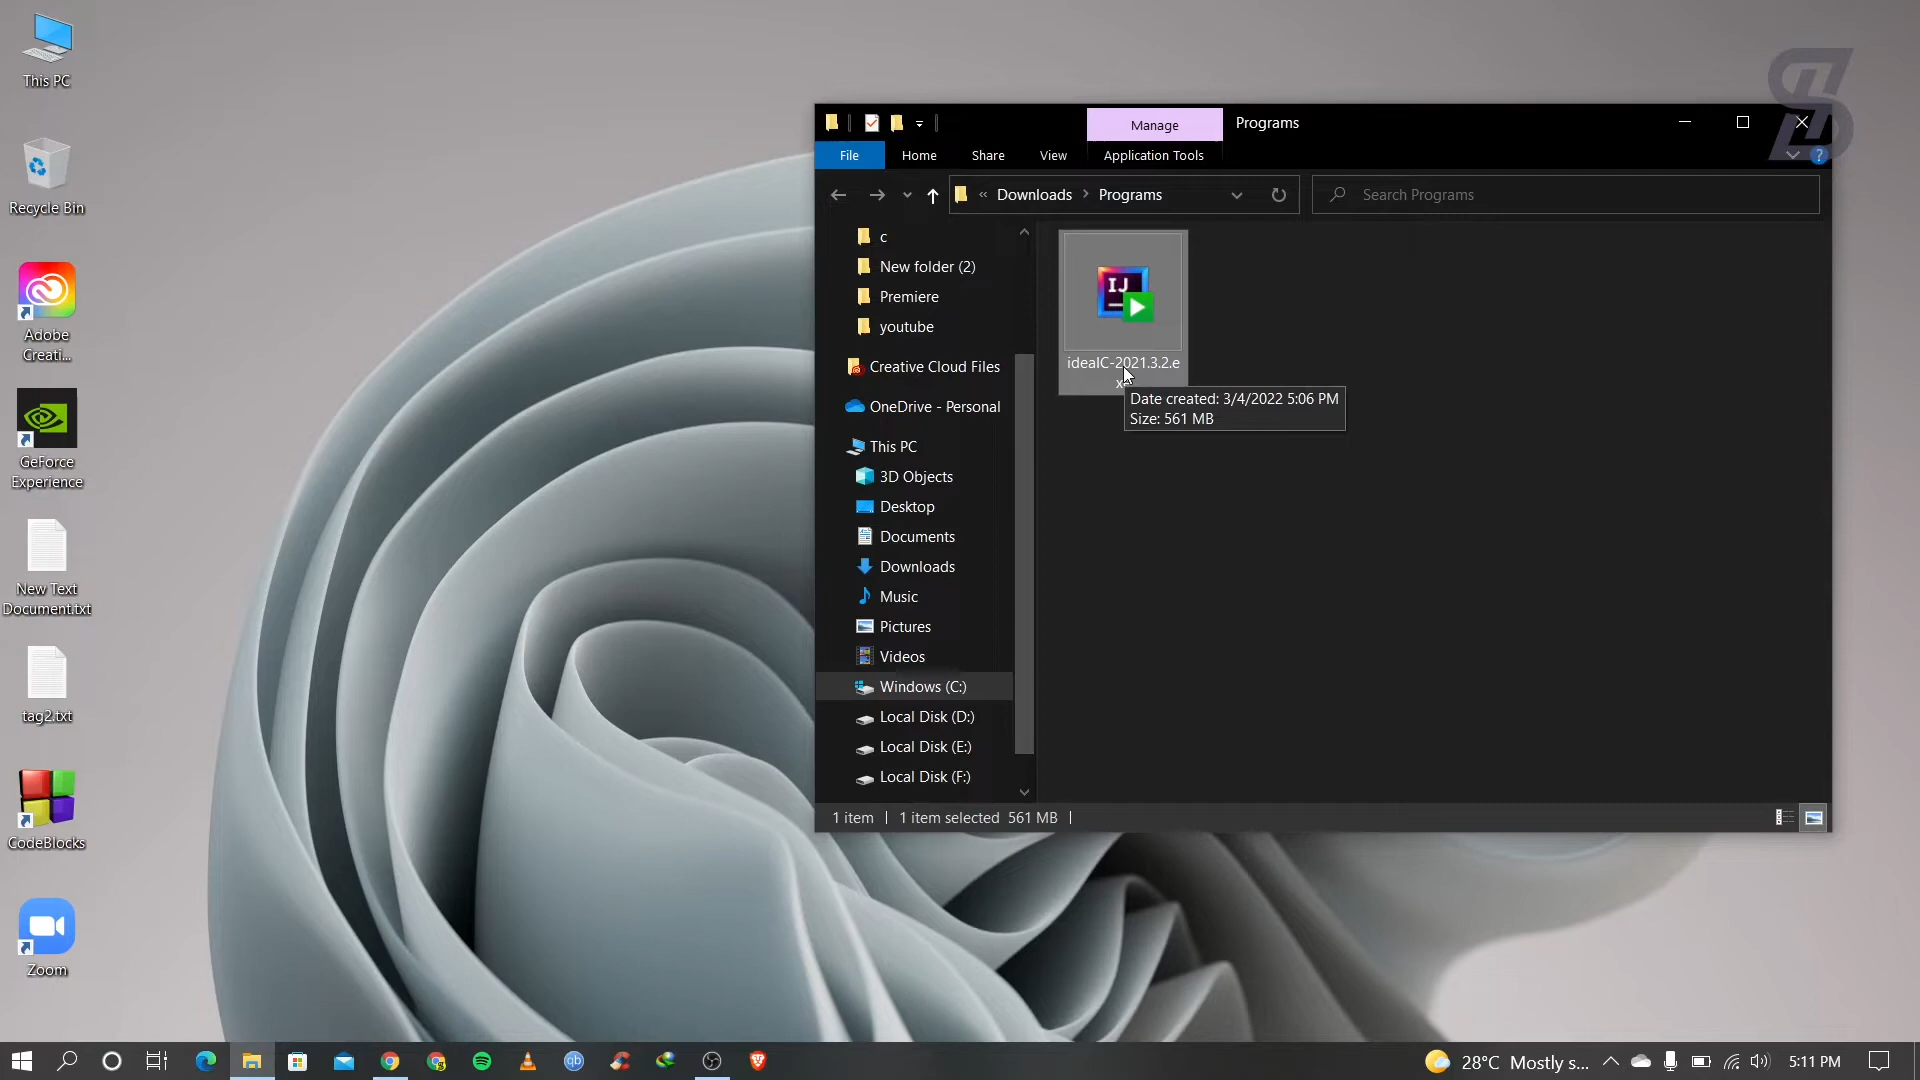 This PC
Recycle Bin
Adobe
Creati...
GeForce
Experience
New Text
Document.txt
tag2.txt
CodeBlocks
Zoom
Manage
Programs
File
Home
Share
View
Application Tools
?
«
Downloads
Programs
Search Programs
c
New folder (2)
Premiere
youtube
Creative Cloud Files
OneDrive - Personal
This PC
3D Objects
Desktop
Documents
Downloads
Music
Pictures
Videos
Windows (C:)
Local Disk (D:)
Local Disk (E:)
Local Disk (F:)
IJ
ideaIC-2021.3.2.e
x
Date created: 3/4/2022 5:06 PM
Size: 561 MB
1 item
1 item selected 561 MB
qb
28°C Mostly s...
5:11 PM